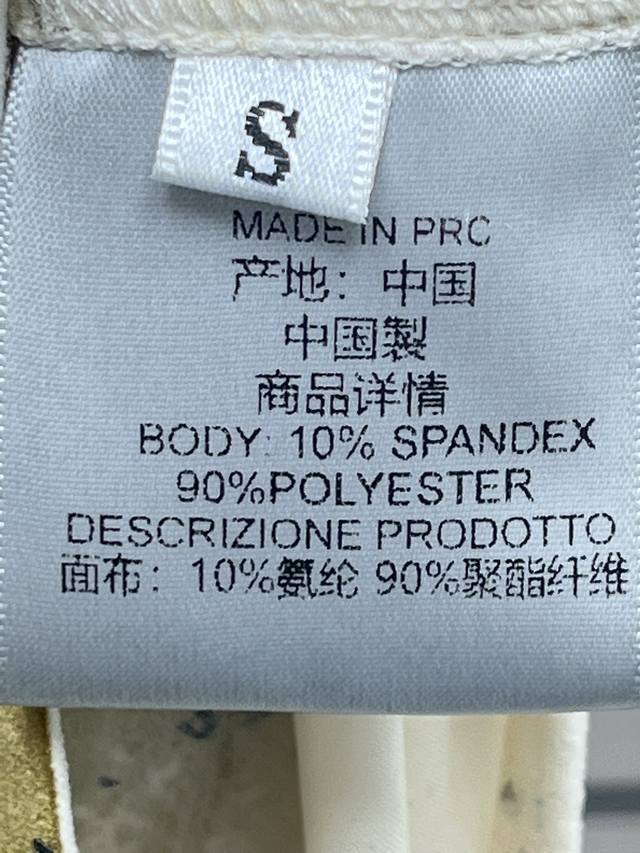 S
MADE IN PRC
产地：中国
中国製
商品详情
BODY: 10% SPANDEX
90%POLYESTER
DESCRIZIONE PRODOTTO
面布：10%氨纶 90%聚酯纤维